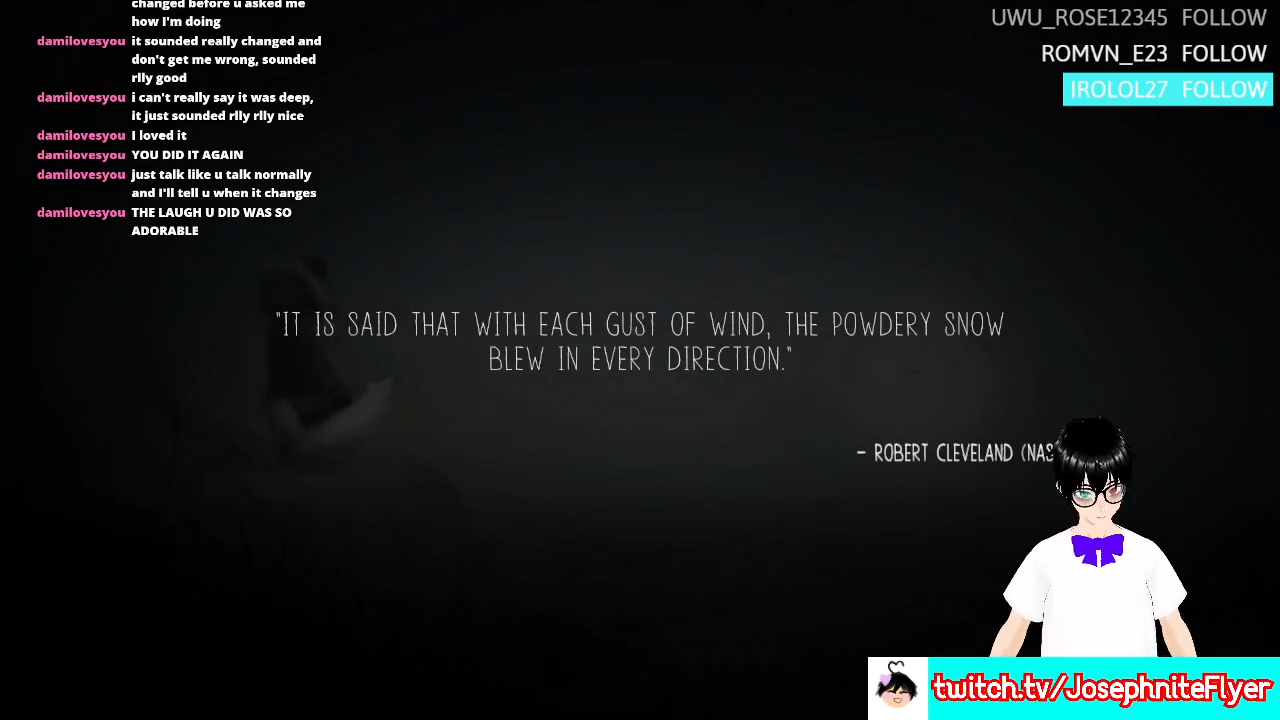 changed before u asked me
how I'm doing
damilovesyou it sounded really changed and
don't get me wrong, sounded
rlly good
damilovesyou i can't really say it was deep,
it just sounded rlly rlly nice
damilovesyou I loved it
damilovesyou YOU DID IT AGAIN
damilovesyou just talk like u talk normally
and I'll tell u when it changes
damilovesyou THE LAUGH U DID WAS SO
ADORABLE
UWU_ROSE12345 FOLLOW
ROMVN_E23 FOLLOW
IROLOL27 FOLLOW
"IT IS SAID THAT WITH EACH GUST OF WIND, THE POWDERY SNOW
BLEW IN EVERY DIRECTION."
- ROBERT CLEVELAND (NAS
twitch.tv/JosephniteFlyer